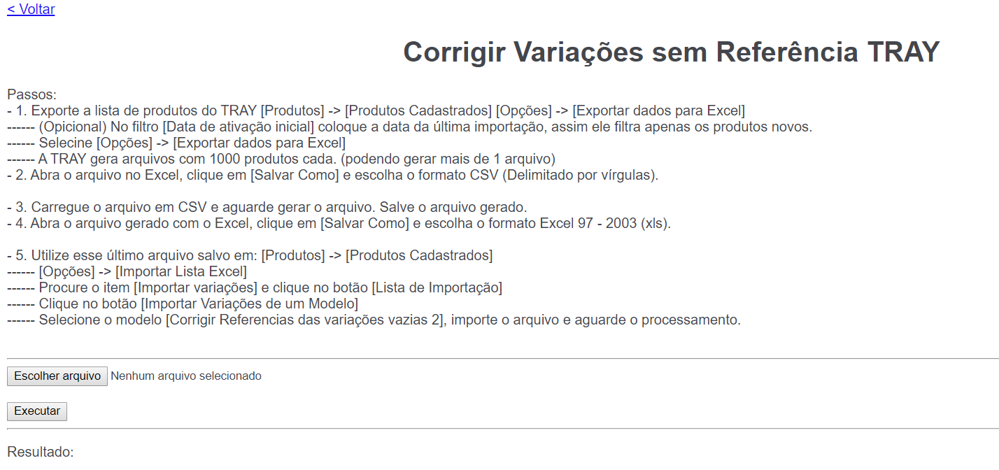 < Voltar
Corrigir Variações sem Referência TRAY
Passos:
- 1. Exporte a lista de produtos do TRAY [Produtos] -> [Produtos Cadastrados] [Opções] -> [Exportar dados para Excel]
------ (Opicional) No filtro [Data de ativação inicial] coloque a data da última importação, assim ele filtra apenas os produtos novos.
------ Selecine [Opções] -> [Exportar dados para Excel]
------ A TRAY gera arquivos com 1000 produtos cada. (podendo gerar mais de 1 arquivo)
- 2. Abra o arquivo no Excel, clique em [Salvar Como] e escolha o formato CSV (Delimitado por vírgulas).
- 3. Carregue o arquivo em CSV e aguarde gerar o arquivo. Salve o arquivo gerado.
- 4. Abra o arquivo gerado com o Excel, clique em [Salvar Como] e escolha o formato Excel 97 - 2003 (xls).
- 5. Utilize esse último arquivo salvo em: [Produtos] -> [Produtos Cadastrados]
------ [Opções] -> [Importar Lista Excel]
------ Procure o item [Importar variações] e clique no botão [Lista de Importação]
------ Clique no botão [Importar Variações de um Modelo]
------ Selecione o modelo [Corrigir Referencias das variações vazias 2], importe o arquivo e aguarde o processamento.
Escolher arquivo Nenhum arquivo selecionado
Executar
Resultado: